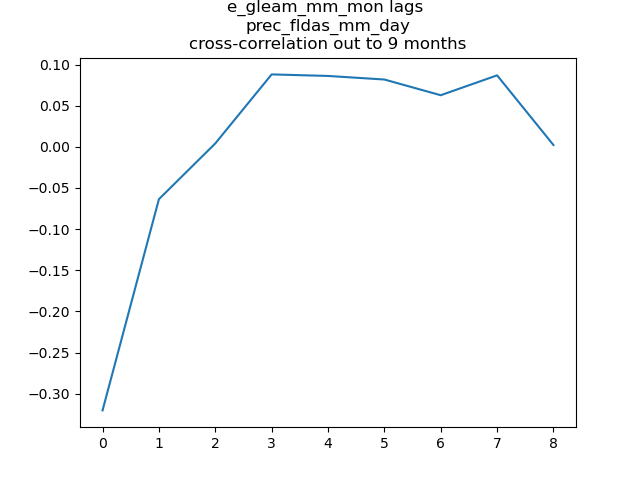 e_gleam_mm_mon lags
prec_fldas_mm_day
cross-correlation out to 9 months
0.10
0.05
0.00
−0.05
−0.10
−0.15
−0.20
−0.25
−0.30
0 1 2 3 4 5 6 7 8